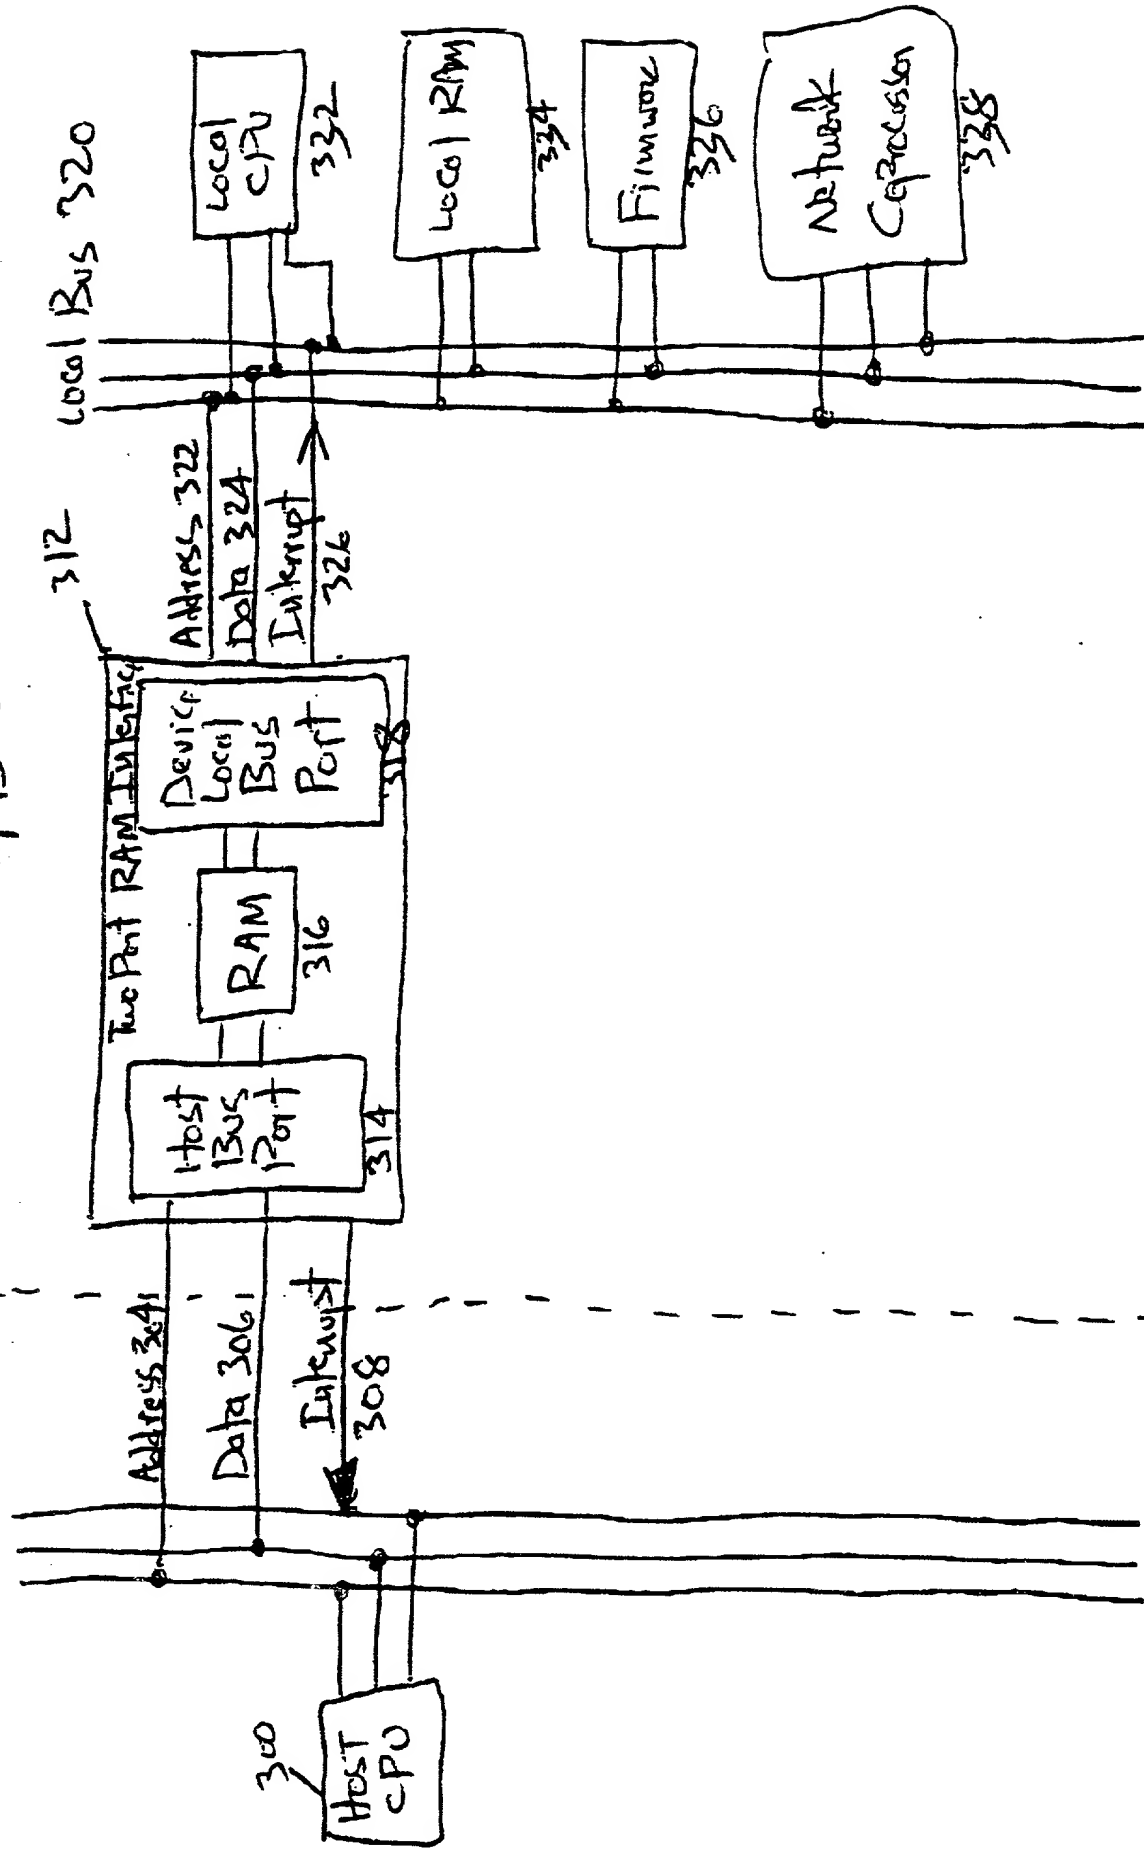 Local Bus 320
312
Two Port RAM Interfac
Host
Bus
Port
314
RAM
316
Device
Local
Bus
Port
318
Address 304
Data 306
Interrupt
308
Address 322
Data 324
Interrupt
326
300
HOST
CPU
Local
CPU
332
Local RAM
334
336
Network
Coprocessor
338